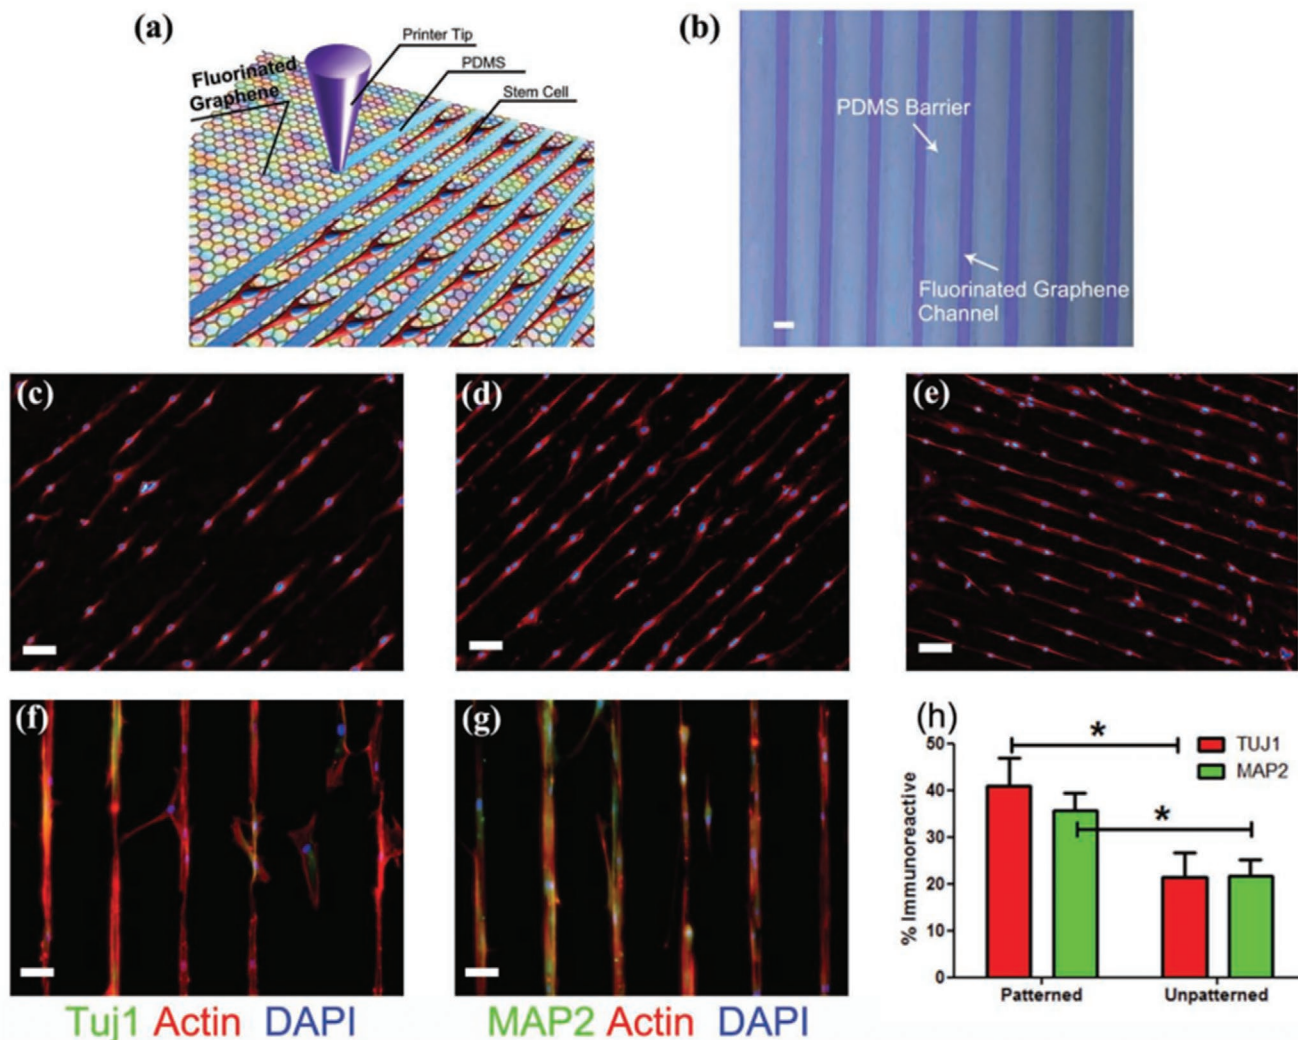 (a)
Printer Tip
PDMS
Stem Cell
Fluorinated
Graphene
(b)
PDMS Barrier
Fluorinated Graphene
Channel
(c)
(d)
(e)
(f)
(g)
(h)
*
TUJ1
MAP2
*
% Immunoreactive
50
40
30
20
10
0
Patterned
Unpatterned
Tuj1 Actin DAPI
MAP2 Actin DAPI